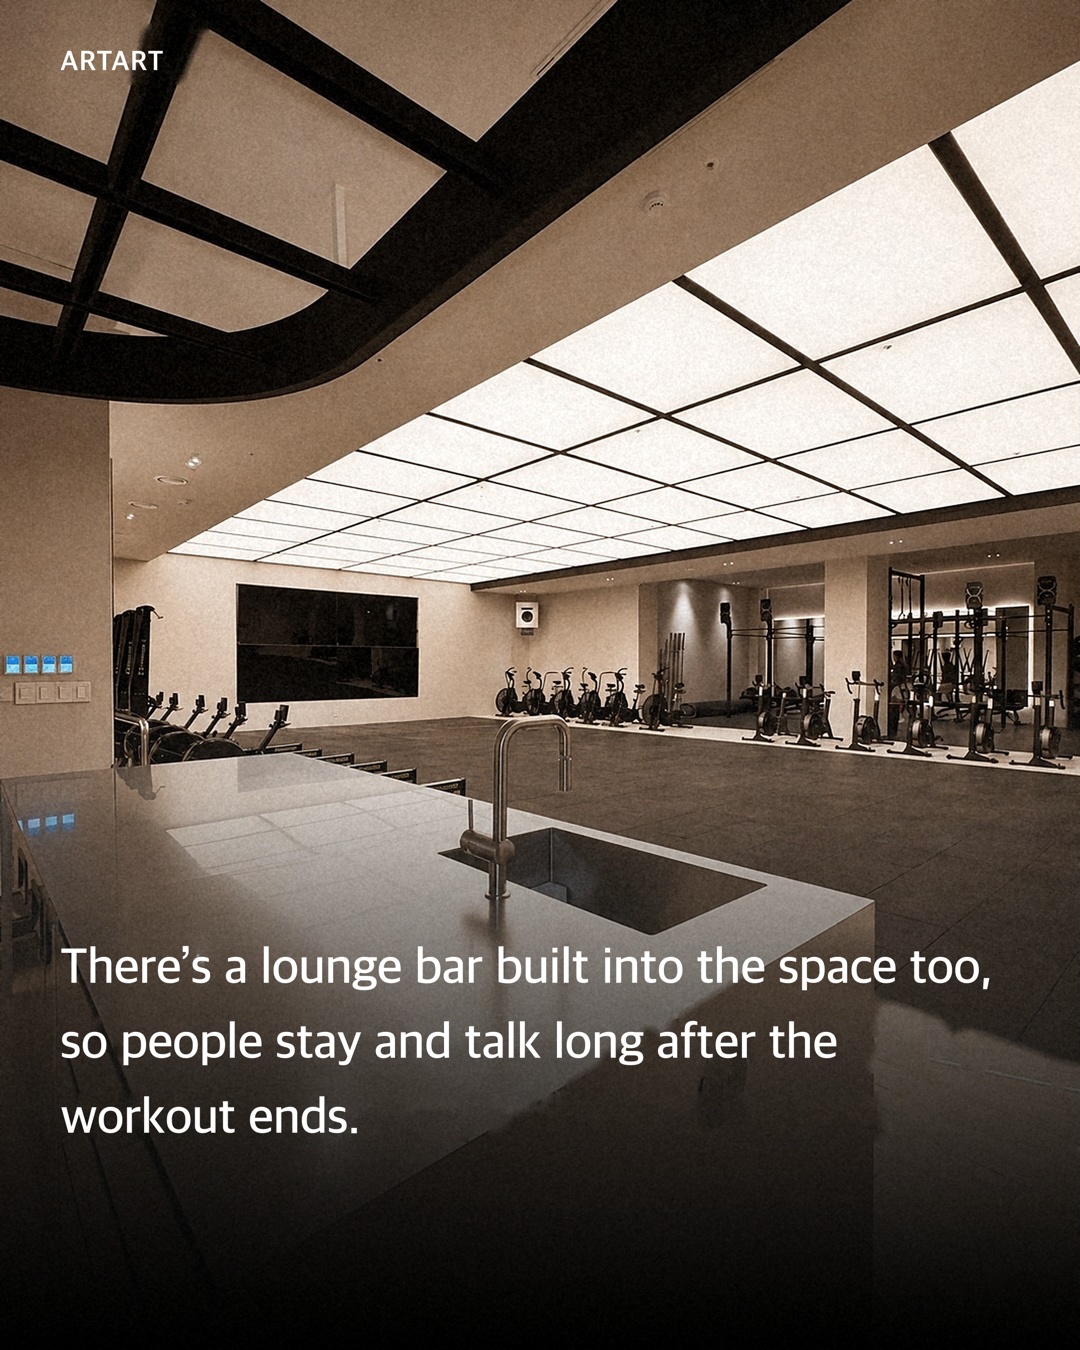 ARTART
There’s a lounge bar built into the space too,
so people stay and talk long after the
workout ends.